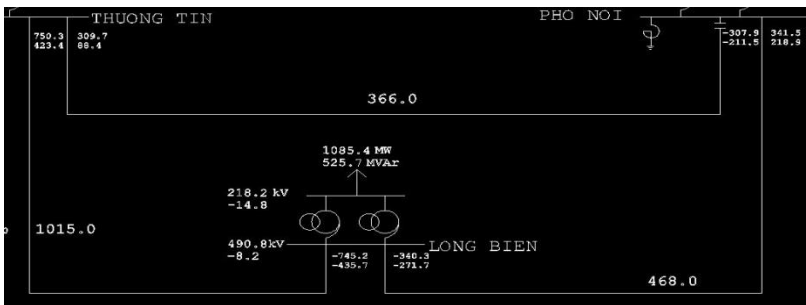 THUONG TIN
PHO NOI
750.3 309.7
423.4 88.4
-307.9 341.5
-211.5 218.9
366.0
1085.4 MW
525.7 MVAr
218.2 kV
-14.8
1015.0
490.8kV
-8.2
LONG BIEN
-745.2 -340.3
-435.7 -271.7
468.0